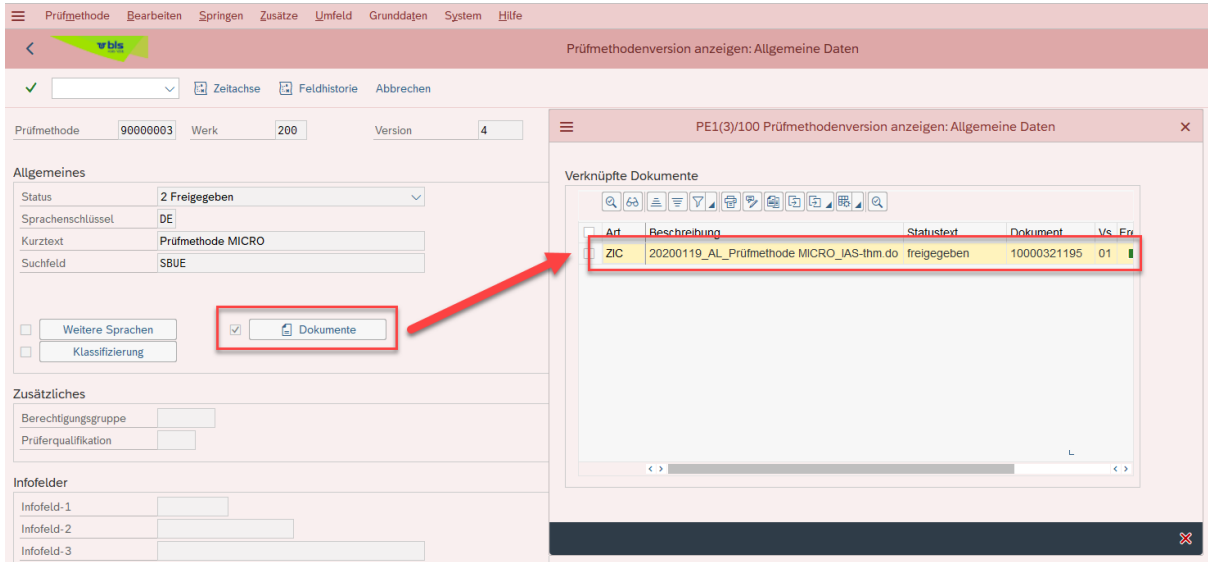 Prüfmethode Bearbeiten Springen Zusätze Umfeld Grunddaten System Hilfe
bls
Prüfmethodenversion anzeigen: Allgemeine Daten
Zeitachse Feldhistorie Abbrechen
Prüfmethode 90000003 Werk 200 Version 4
PE1(3)/100 Prüfmethodenversion anzeigen: Allgemeine Daten
Allgemeines
Status 2 Freigegeben
Sprachenschlüssel DE
Kurztext Prüfmethode MICRO
Suchfeld SBUE
Weitere Sprachen
Dokumente
Klassifizierung
Zusätzliches
Berechtigungsgruppe
Prüferqualifikation
Infofelder
Infofeld-1
Infofeld-2
Infofeld-3
Verknüpfte Dokumente
Art Beschreibung Statustext Dokument Vs Fre
ZIC 20200119_AL_Prüfmethode MICRO_IAS-thm.do freigegeben 10000321195 01